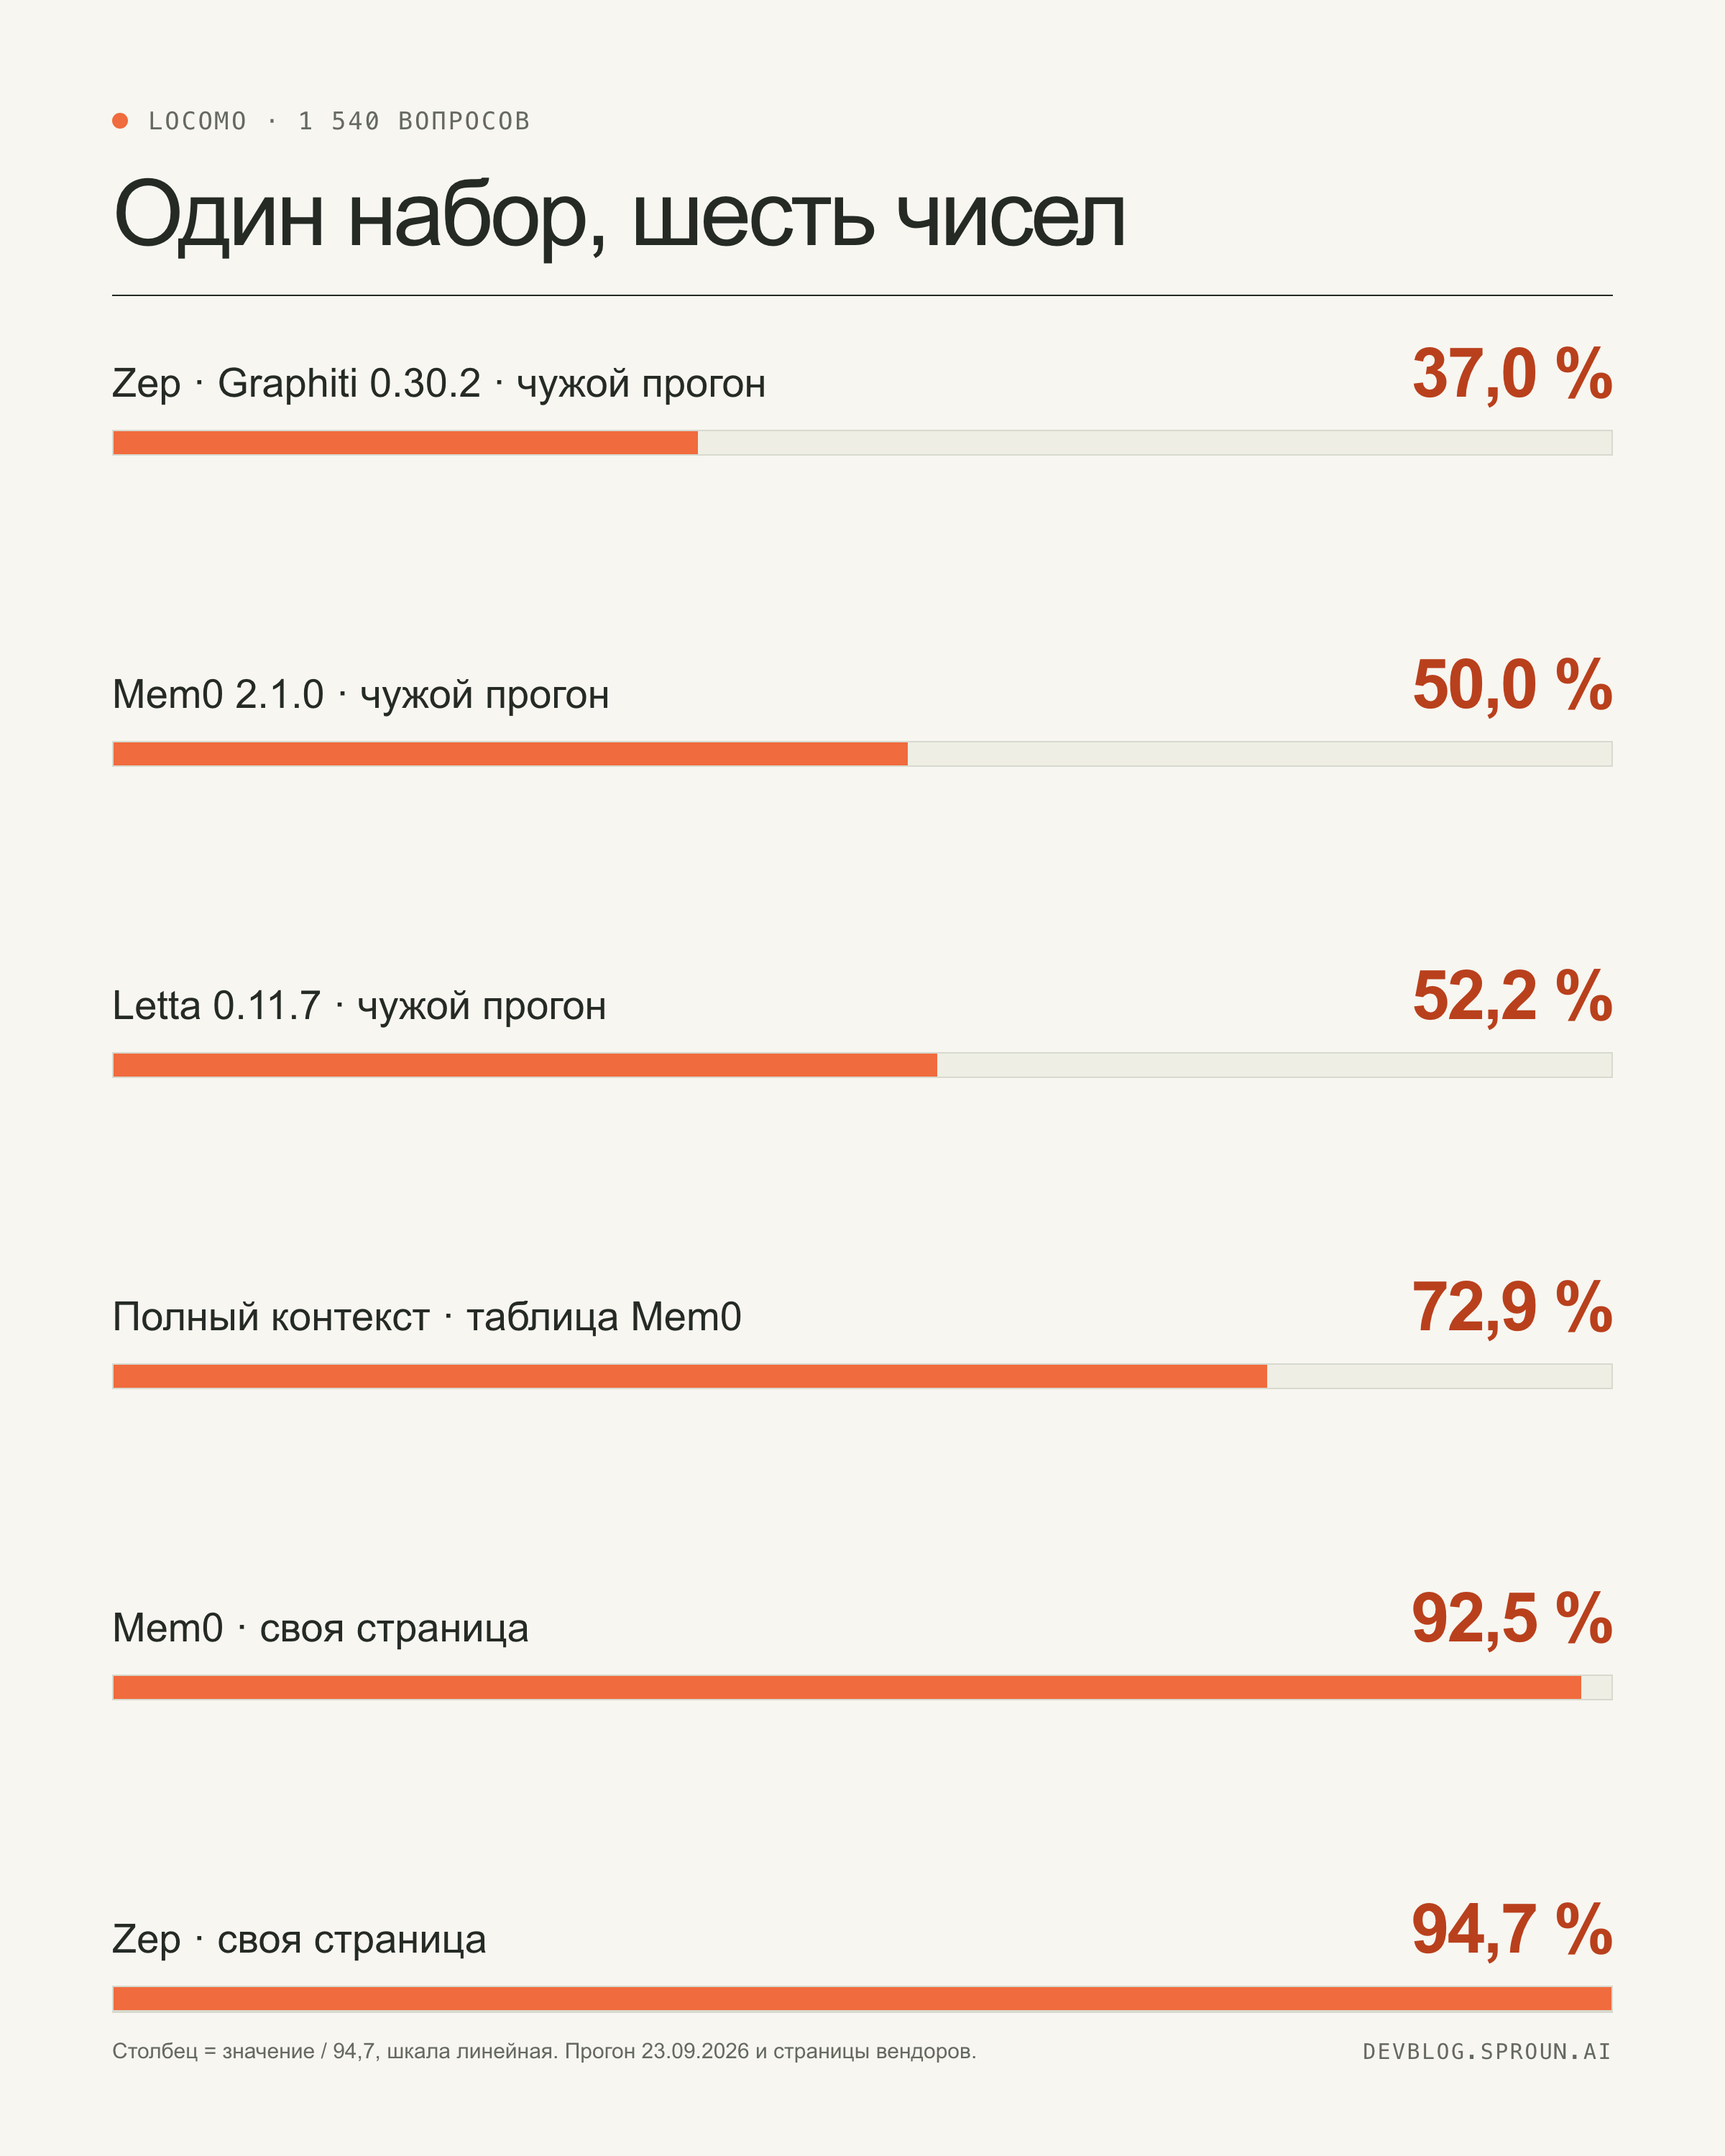 LOCOMO · 1 540 ВОПРОСОВ
Один набор, шесть чисел
Zep · Graphiti 0.30.2 · чужой прогон 37,0 %
Mem0 2.1.0 · чужой прогон 50,0 %
Letta 0.11.7 · чужой прогон 52,2 %
Полный контекст · таблица Mem0 72,9 %
Mem0 · своя страница 92,5 %
Zep · своя страница 94,7 %
Столбец = значение / 94,7, шкала линейная. Прогон 23.09.2026 и страницы вендоров. DEVBLOG.SPROUN.AI